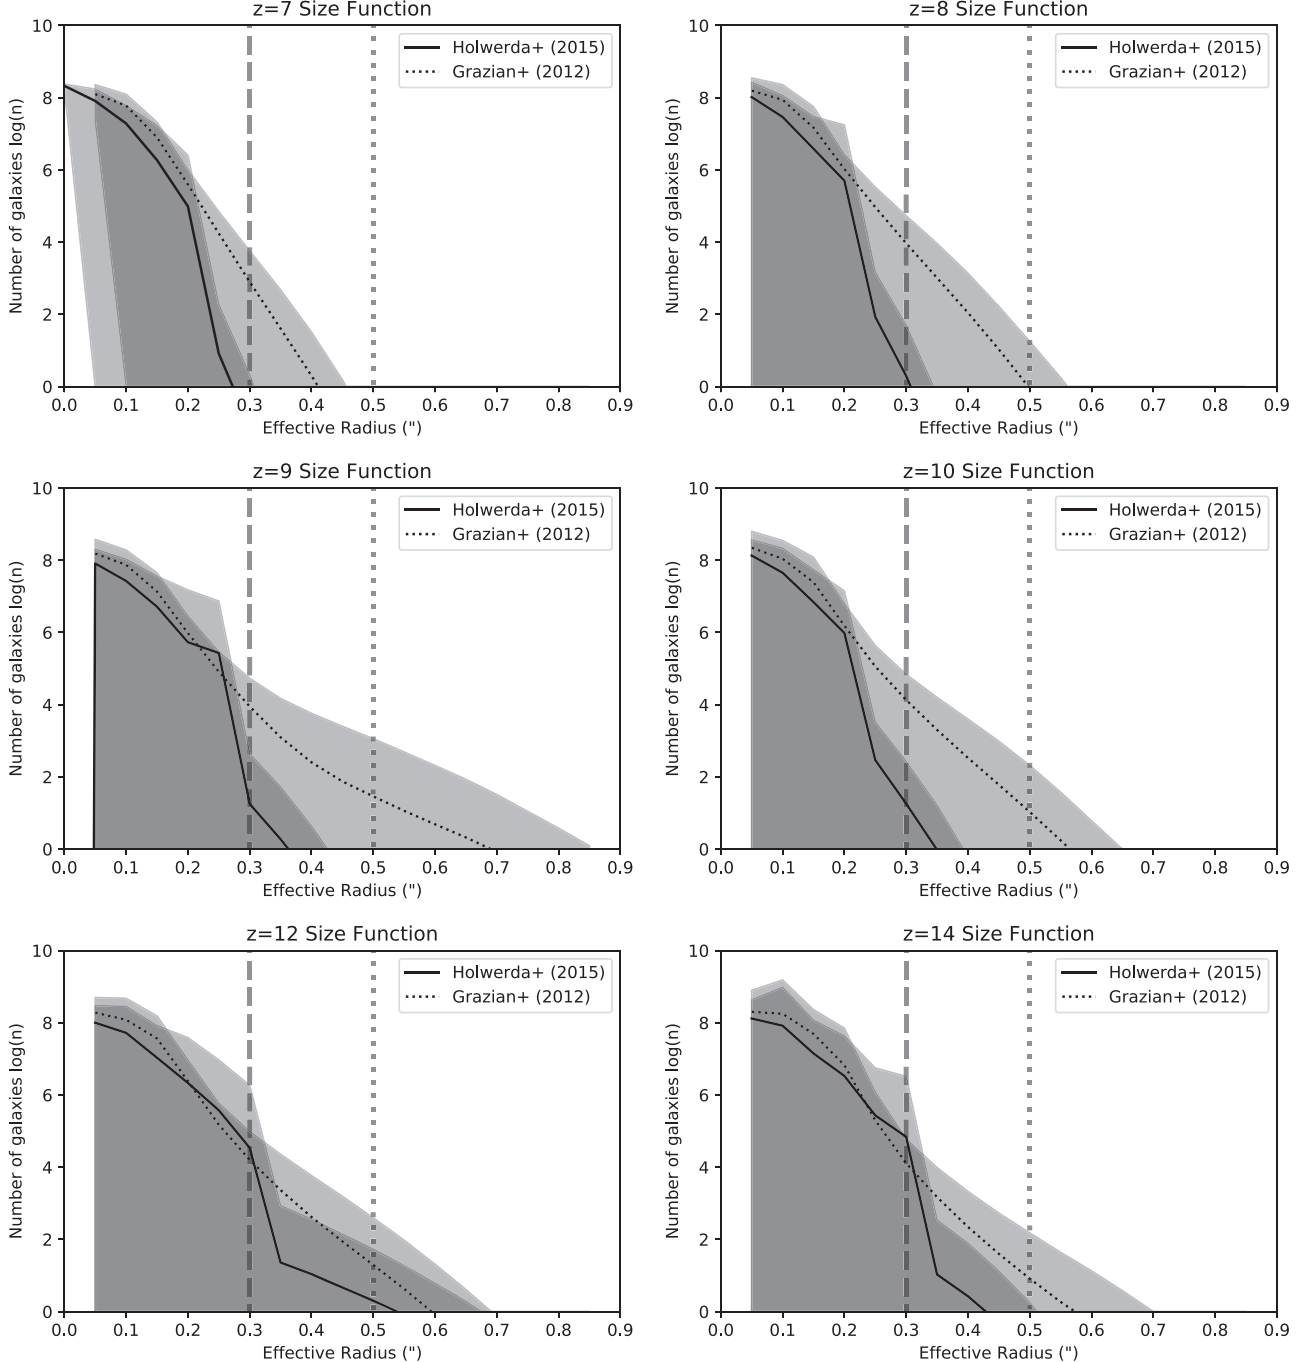 z=7 Size Function
Number of galaxies log(n)
10
8
6
4
2
0
Holwerda+ (2015)
Grazian+ (2012)
0.0 0.1 0.2 0.3 0.4 0.5 0.6 0.7 0.8 0.9
Effective Radius (")
z=8 Size Function
Number of galaxies log(n)
10
8
6
4
2
0
Holwerda+ (2015)
Grazian+ (2012)
0.0 0.1 0.2 0.3 0.4 0.5 0.6 0.7 0.8 0.9
Effective Radius (")
z=9 Size Function
Number of galaxies log(n)
10
8
6
4
2
0
Holwerda+ (2015)
Grazian+ (2012)
0.0 0.1 0.2 0.3 0.4 0.5 0.6 0.7 0.8 0.9
Effective Radius (")
z=10 Size Function
Number of galaxies log(n)
10
8
6
4
2
0
Holwerda+ (2015)
Grazian+ (2012)
0.0 0.1 0.2 0.3 0.4 0.5 0.6 0.7 0.8 0.9
Effective Radius (")
z=12 Size Function
Number of galaxies log(n)
10
8
6
4
2
0
Holwerda+ (2015)
Grazian+ (2012)
0.0 0.1 0.2 0.3 0.4 0.5 0.6 0.7 0.8 0.9
Effective Radius (")
z=14 Size Function
Number of galaxies log(n)
10
8
6
4
2
0
Holwerda+ (2015)
Grazian+ (2012)
0.0 0.1 0.2 0.3 0.4 0.5 0.6 0.7 0.8 0.9
Effective Radius (")